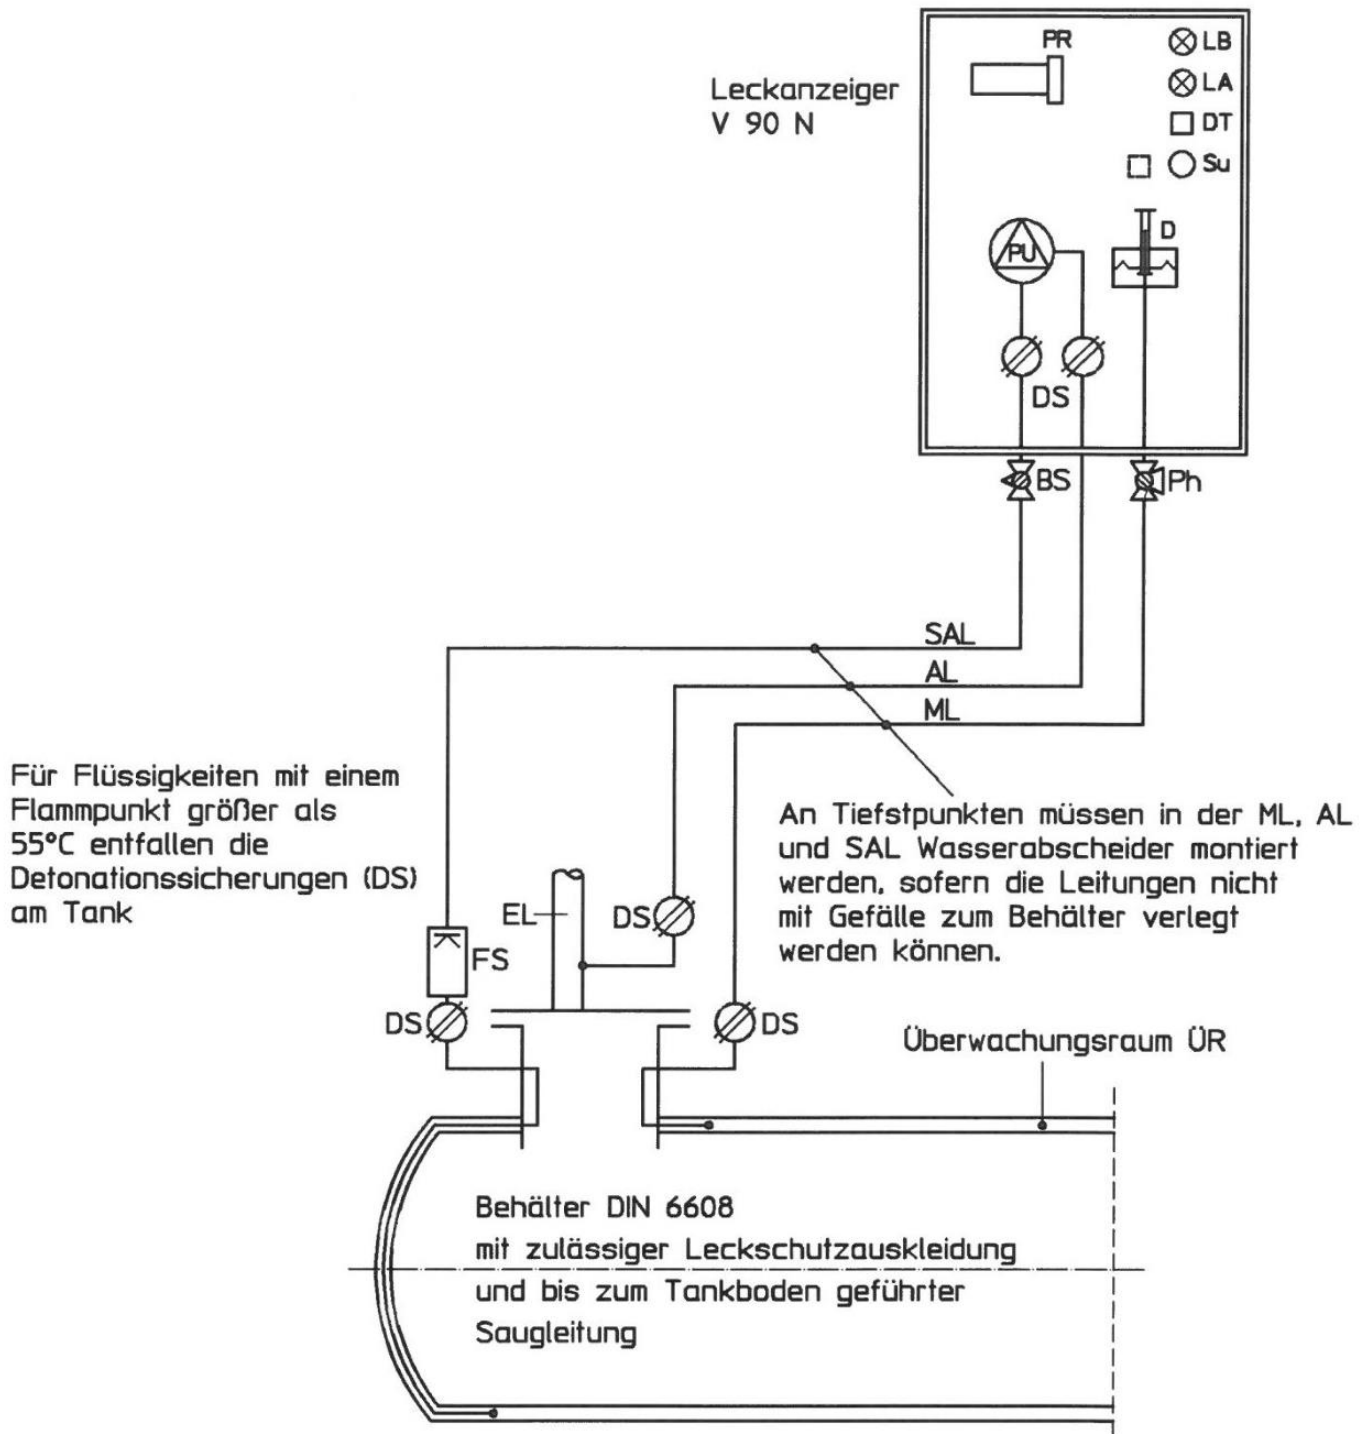 PR
LB
LA
DT
Su
Leckanzeiger
V 90 N
D
PU
DS
BS
Ph
SAL
AL
ML
Für Flüssigkeiten mit einem
Flammpunkt größer als
55°C entfallen die
Detonationssicherungen (DS)
am Tank
An Tiefstpunkten müssen in der ML, AL
und SAL Wasserabscheider montiert
werden, sofern die Leitungen nicht
mit Gefälle zum Behälter verlegt
werden können.
EL
DS
FS
DS
DS
Überwachungsraum ÜR
Behälter DIN 6608
mit zulässiger Leckschutzauskleidung
und bis zum Tankboden geführter
Saugleitung